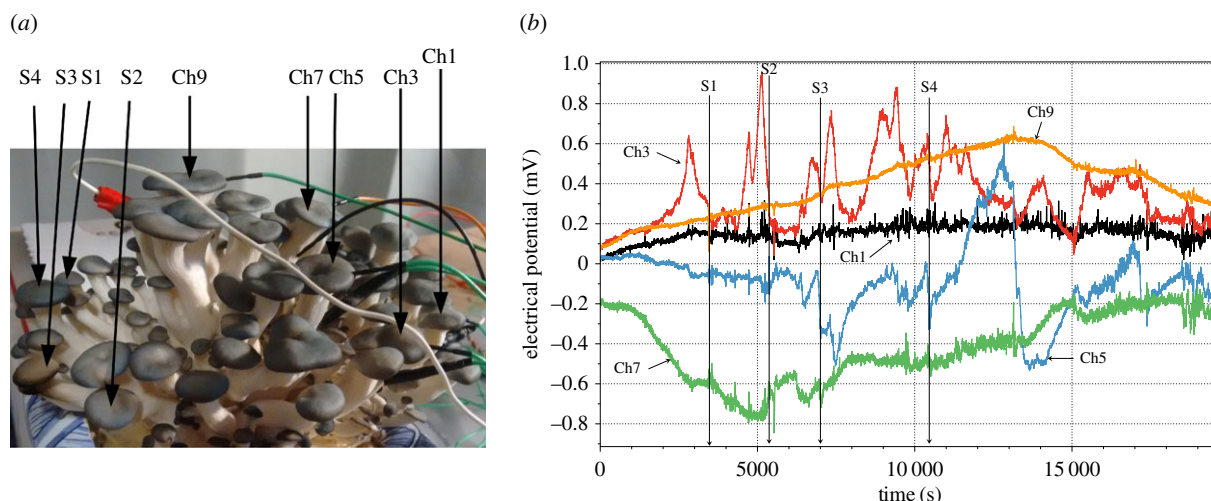 (a)
S4 S3 S1 S2 Ch9 Ch7 Ch5 Ch3 Ch1
(b)
electrical potential (mV)
1.0
0.8
0.6
0.4
0.2
0
−0.2
−0.4
−0.6
−0.8
S1
S2
S3
S4
Ch9
Ch3
Ch1
Ch7
Ch5
0 5000 10 000 15 000
time (s)